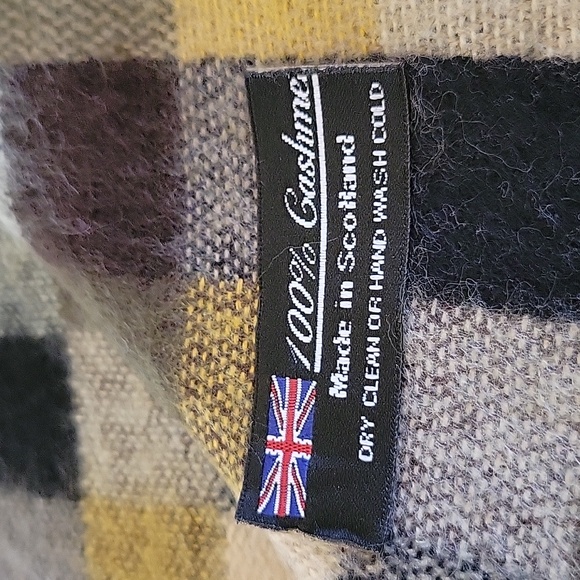 100% Cashme
Made in Scotland
DRY CLEAN OR HAND WASH COLD